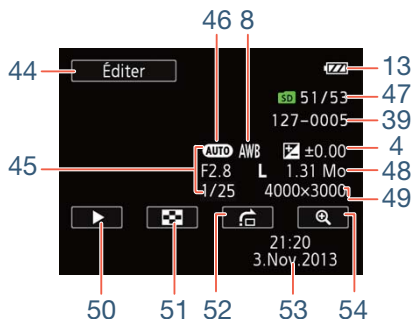 46 8
44 Éditer 13
SD 51/53 47
127-0005 39
45 AUTO AWB ±0.00 4
F2.8 L 1.31 Mo 48
1/25 4000×3000 49
21:20
3.Nov.2013
50 51 52 53 54